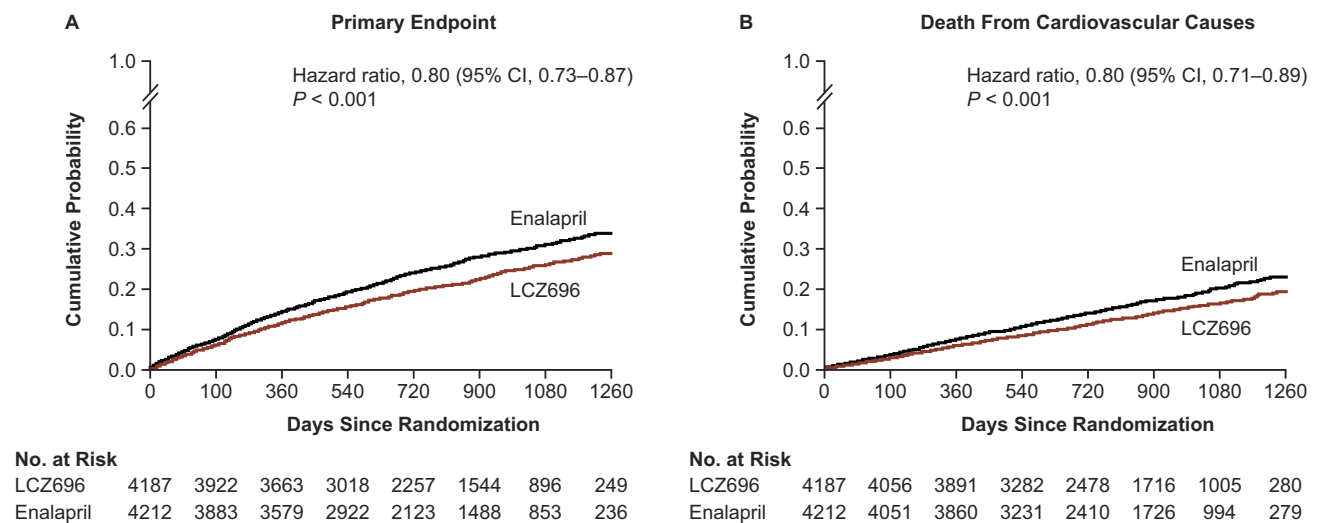 A Primary Endpoint
Hazard ratio, 0.80 (95% CI, 0.73–0.87)
P < 0.001
Cumulative Probability
1.0
0.6
0.5
0.4
0.3
0.2
0.1
0.0
Enalapril
LCZ696
0 100 360 540 720 900 1080 1260
Days Since Randomization
No. at Risk
LCZ696 4187 3922 3663 3018 2257 1544 896 249
Enalapril 4212 3883 3579 2922 2123 1488 853 236
B Death From Cardiovascular Causes
Hazard ratio, 0.80 (95% CI, 0.71–0.89)
P < 0.001
Cumulative Probability
1.0
0.6
0.5
0.4
0.3
0.2
0.1
0.0
Enalapril
LCZ696
0 100 360 540 720 900 1080 1260
Days Since Randomization
No. at Risk
LCZ696 4187 4056 3891 3282 2478 1716 1005 280
Enalapril 4212 4051 3860 3231 2410 1726 994 279